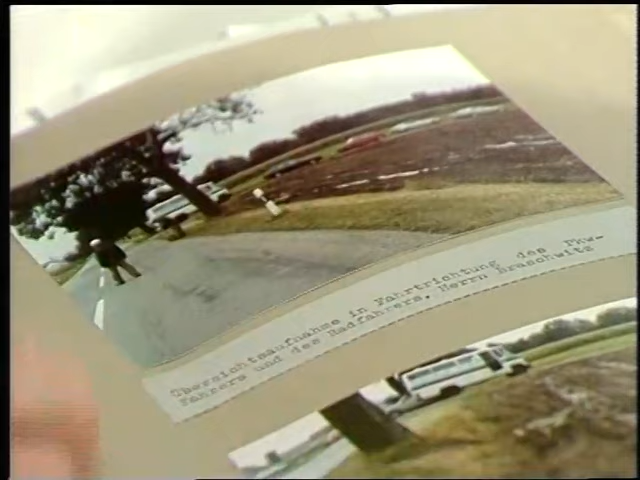 Übersichtsaufnahme in Fahrtrichtung des Pkw-
Fahrers und des Radfahrers, Herrn Braschwitz